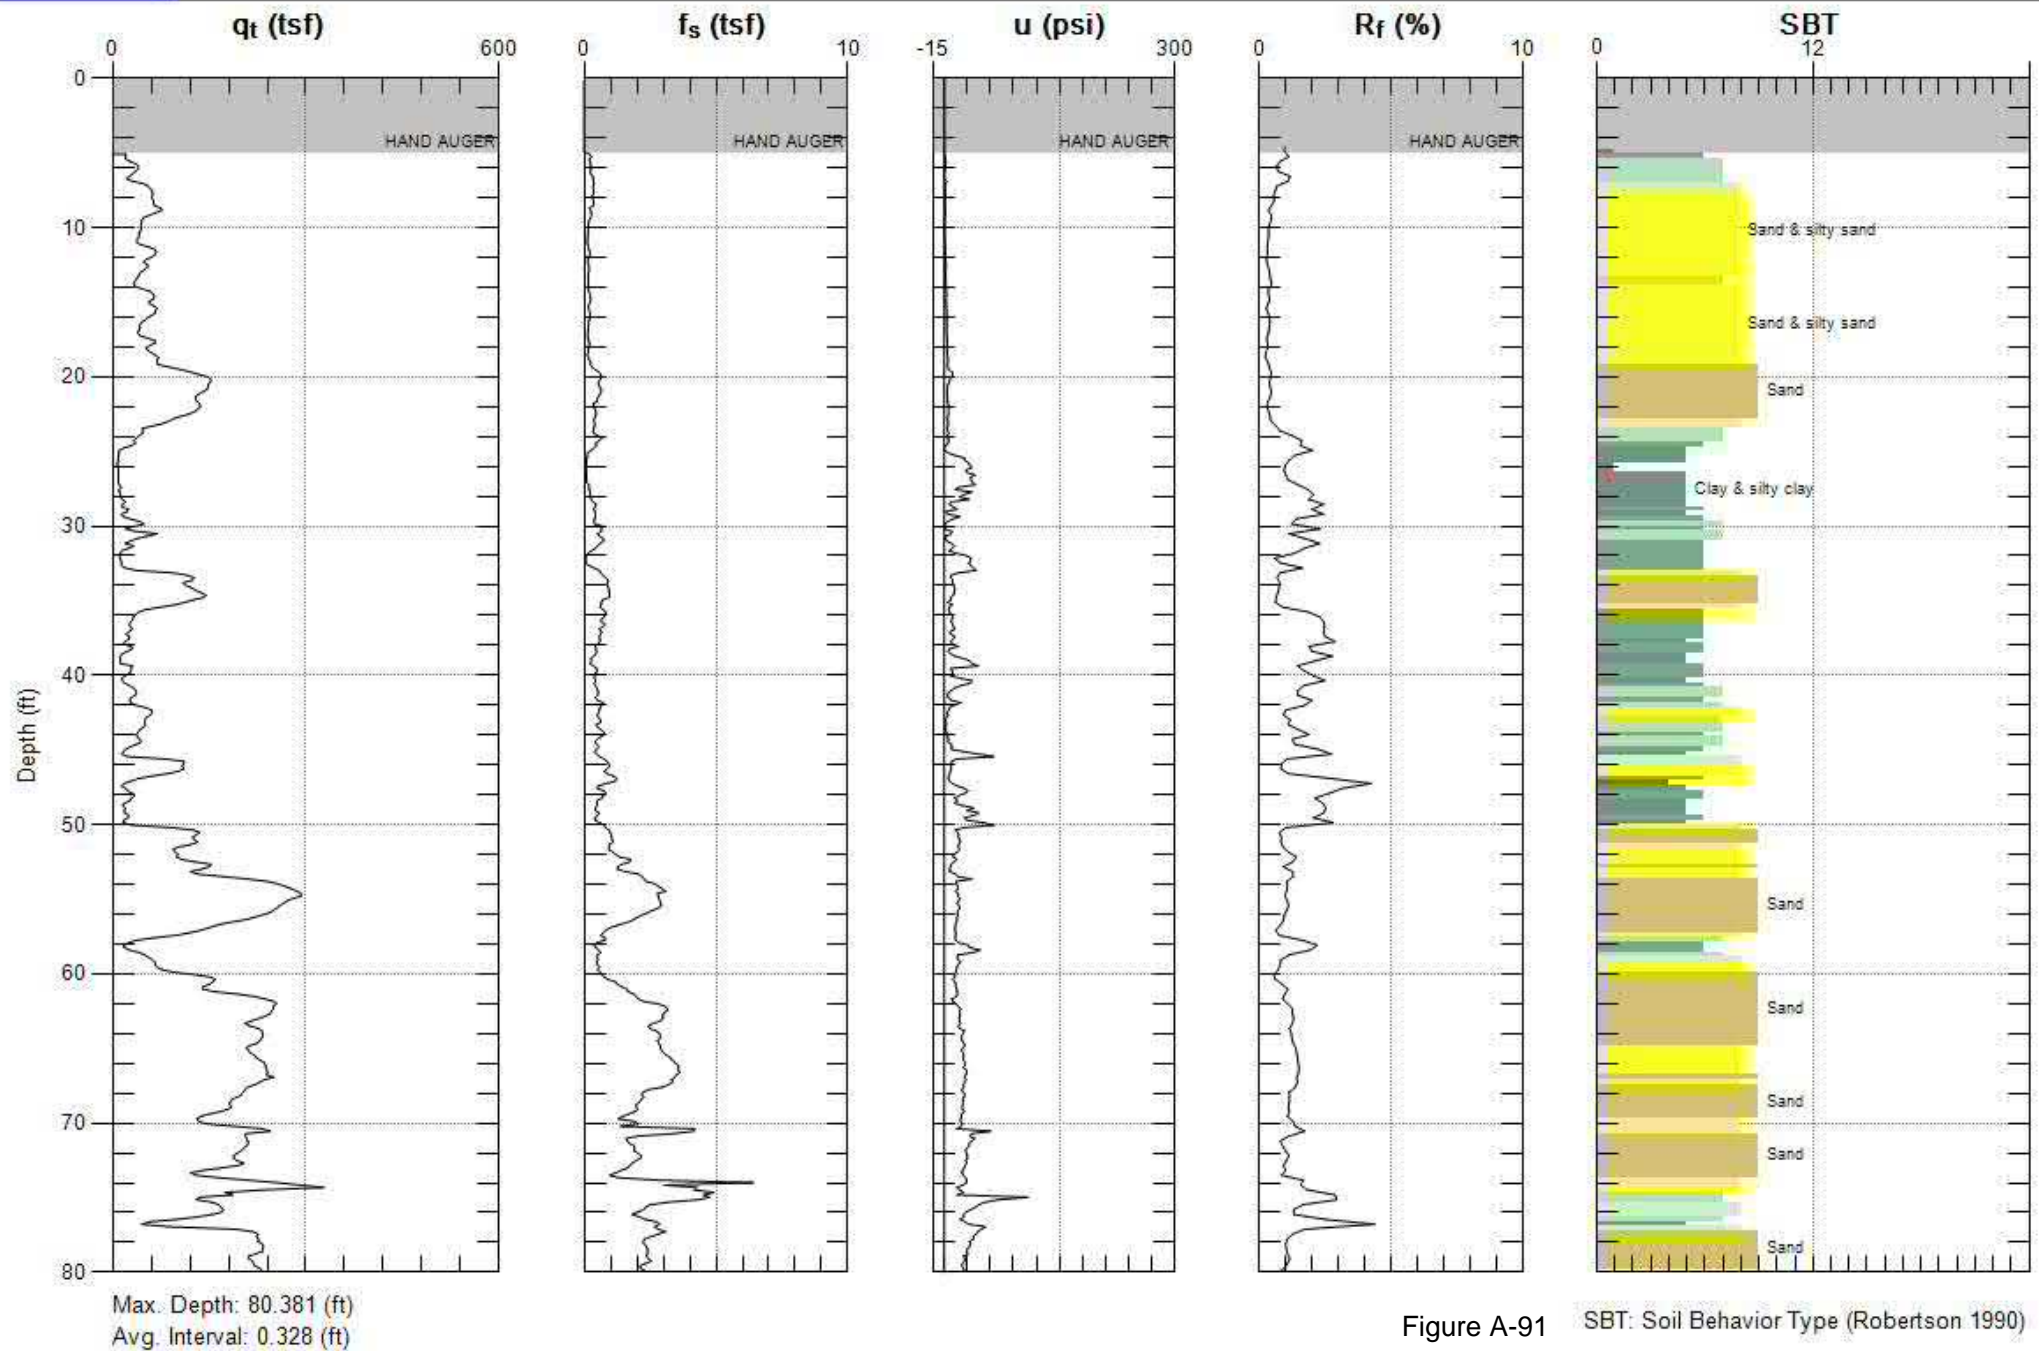 qt (tsf) fs (tsf) u (psi) Rf (%) SBT
0 600 0 10 -15 300 0 10 0 12
0
HAND AUGER HAND AUGER HAND AUGER HAND AUGER
10
Sand & silty sand
Sand & silty sand
20
Sand
Clay & silty clay
30
40
Depth (ft)
50
Sand
60
Sand
70
Sand
Sand
Sand
80
Max. Depth: 80.381 (ft)
Avg. Interval: 0.328 (ft)
Figure A-91
SBT: Soil Behavior Type (Robertson 1990)